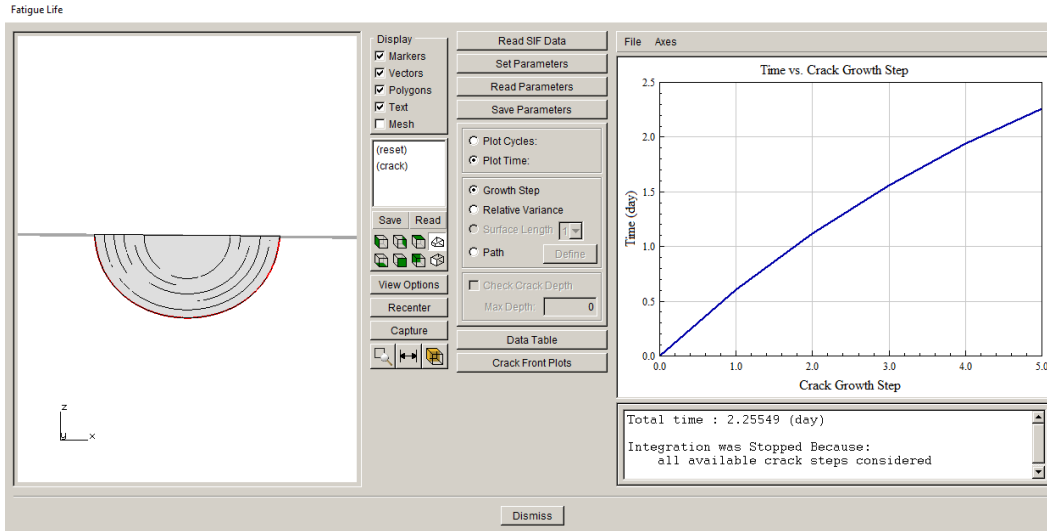 Fatigue Life
z
y x
Display
Markers
Vectors
Polygons
Text
Mesh
(reset)
(crack)
Save Read
View Options
Recenter
Capture
Read SIF Data
Set Parameters
Read Parameters
Save Parameters
Plot Cycles:
Plot Time:
Growth Step
Relative Variance
Surface Length 1
Path Define
Check Crack Depth
Max Depth: 0
Data Table
Crack Front Plots
File Axes
Time vs. Crack Growth Step
2.5
2.0
1.5
1.0
0.5
0.0
Time (day)
0.0 1.0 2.0 3.0 4.0 5.0
Crack Growth Step
Total time : 2.25549 (day)
Integration was Stopped Because:
all available crack steps considered
Dismiss